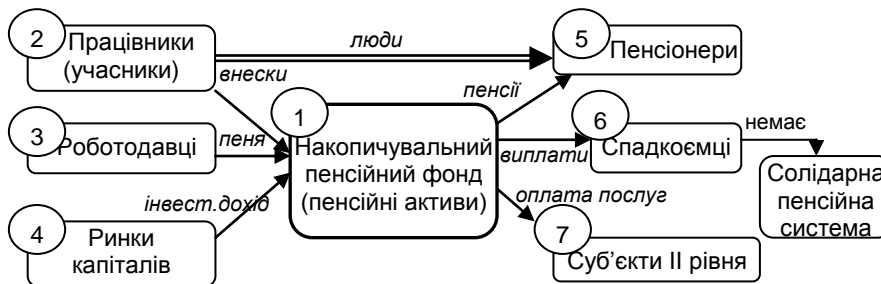 2
Працівники
(учасники)
люди
5
Пенсіонери
внески
пенсії
1
3
Роботодавці
пеня
Накопичувальний
пенсійний фонд
(пенсійні активи)
6
Спадкоємці
виплати
немає
Солідарна
пенсійна
система
4
Ринки
капіталів
інвест.дохід
оплата послуг
7
Суб’єкти ІІ рівня